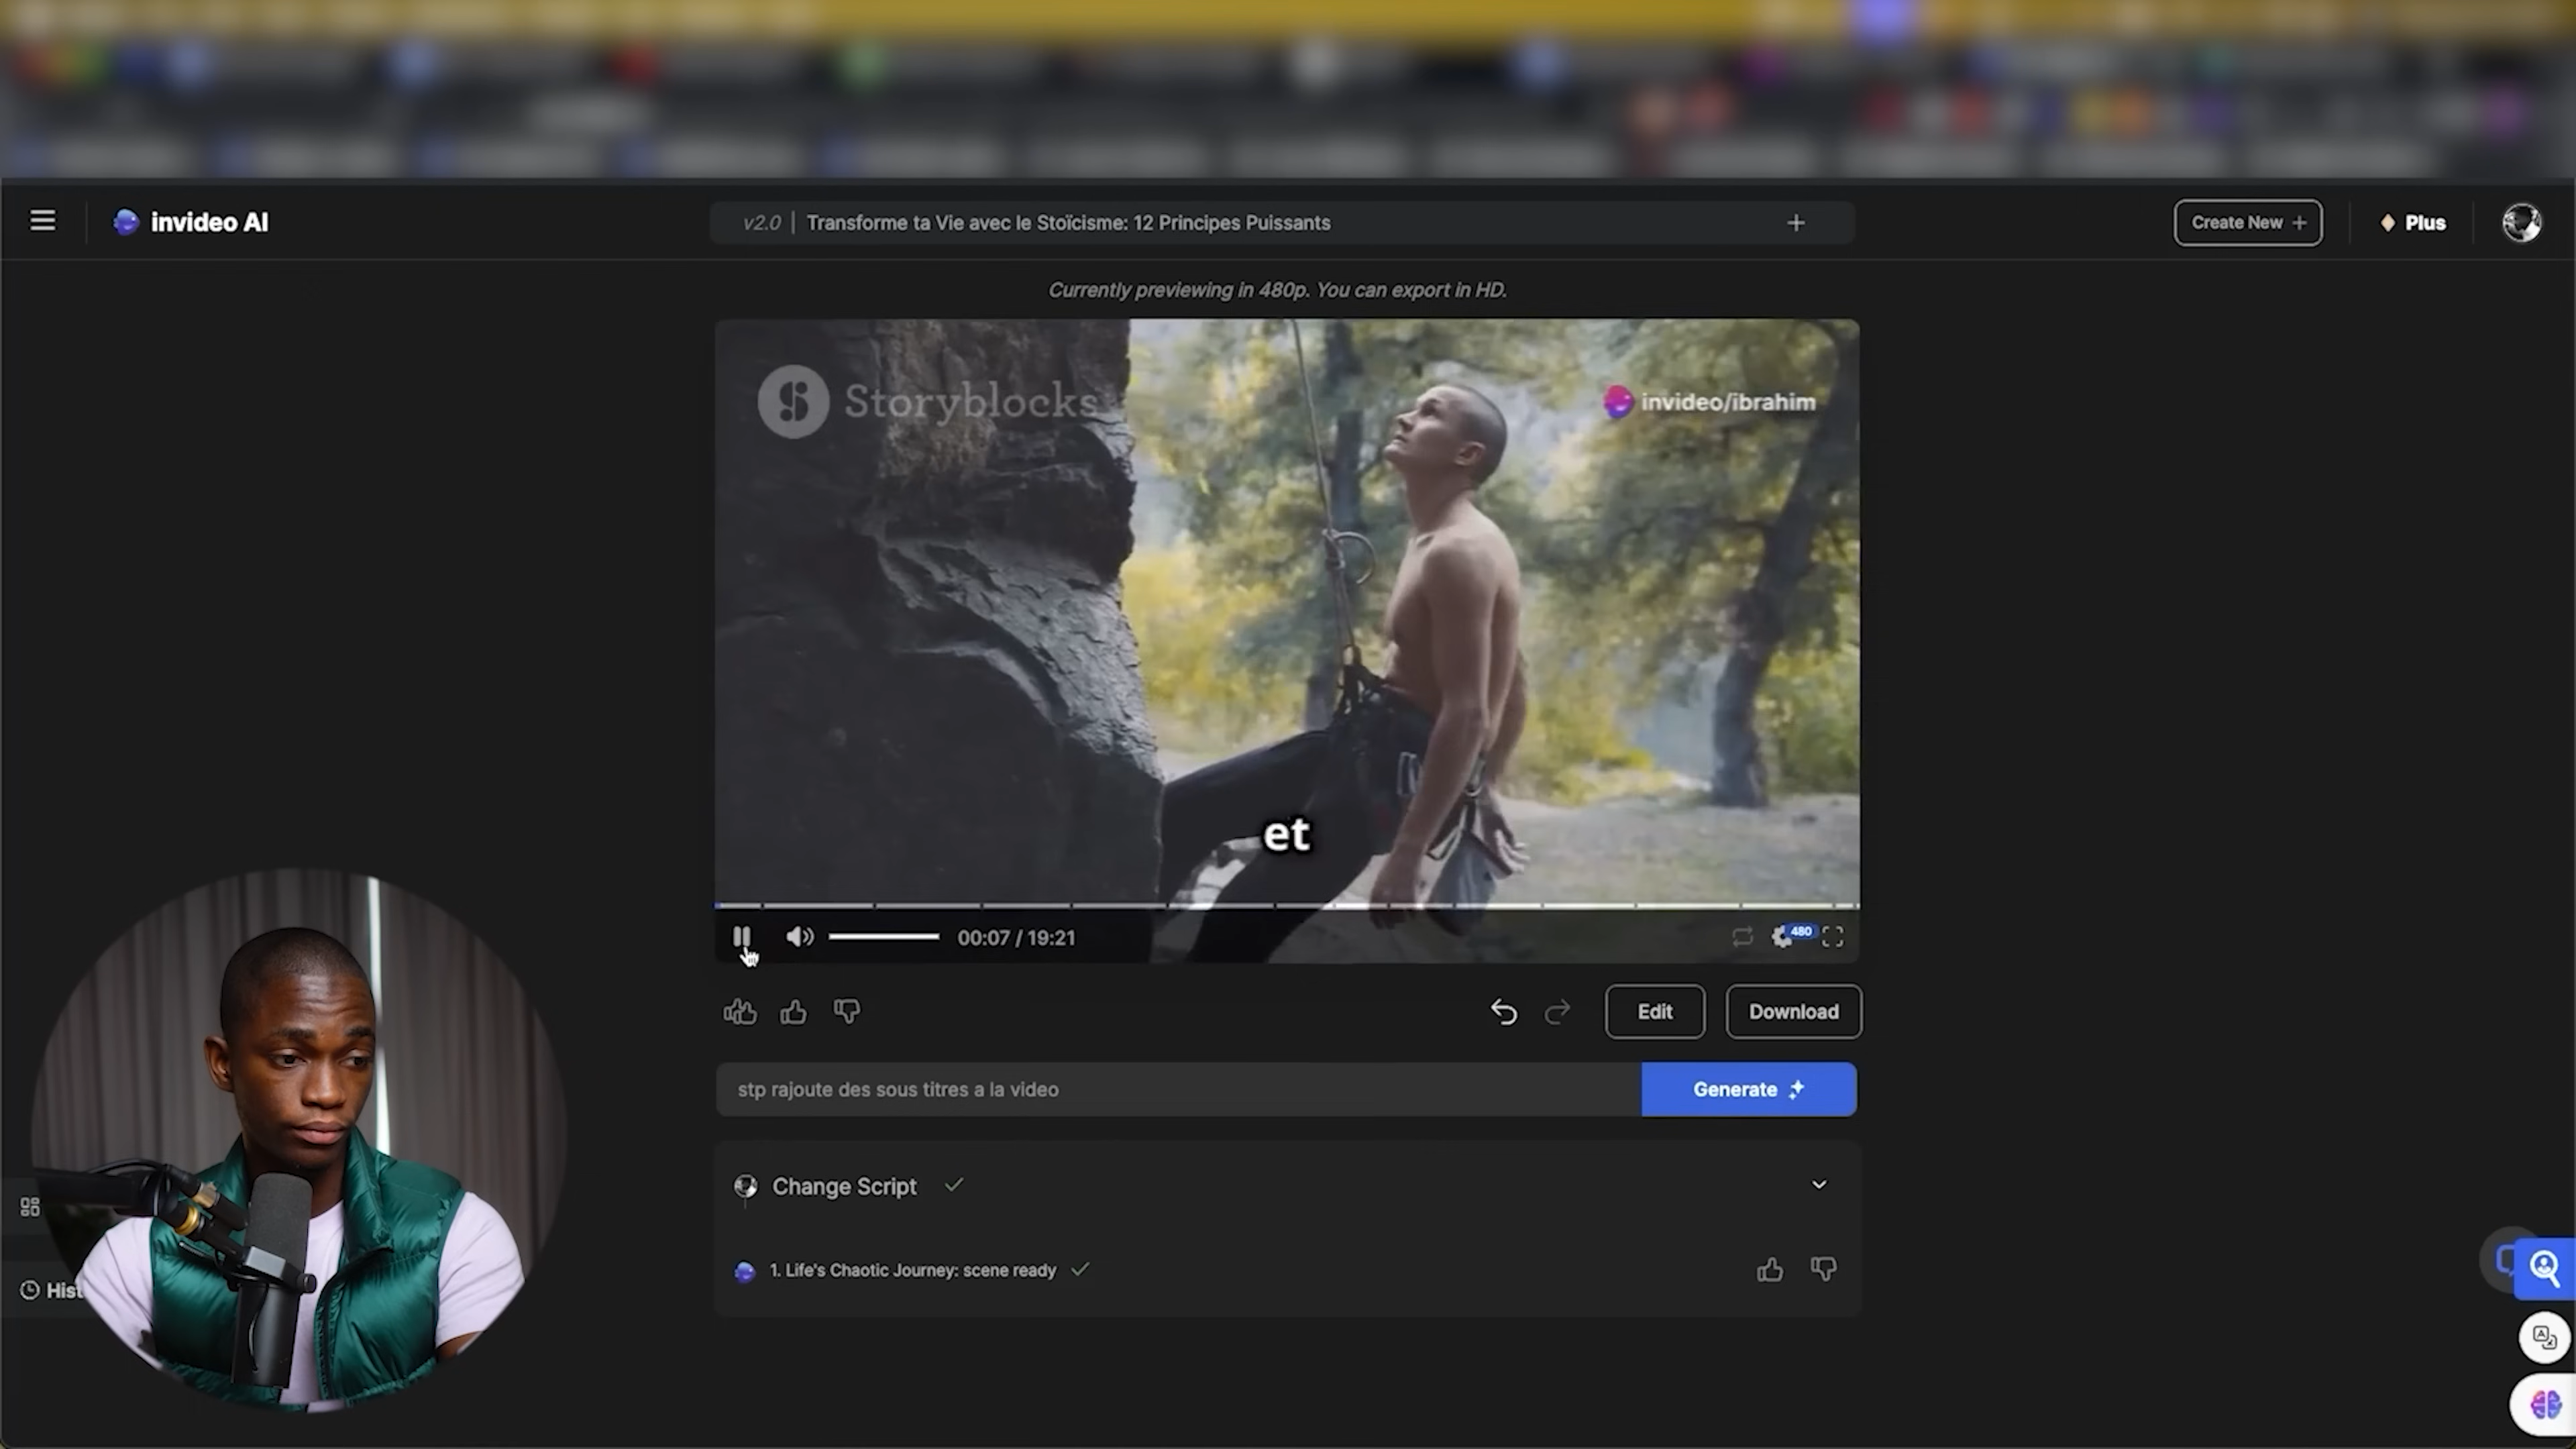 invideo AI
v2.0 | Transforme ta Vie avec le Stoïcisme: 12 Principes Puissants
Create New +
Plus
Currently previewing in 480p. You can export in HD.
Storyblocks
invideo/ibrahim
et
00:07 / 19:21
480
Edit
Download
stp rajoute des sous titres a la video
Generate
Change Script
1. Life's Chaotic Journey: scene ready
Hist